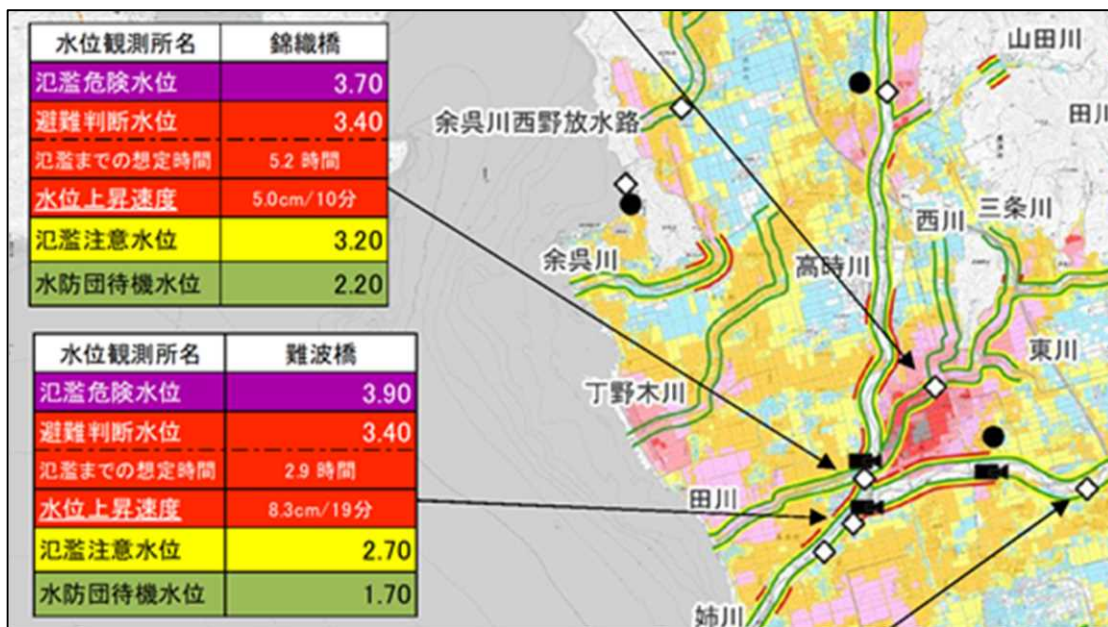 水位観測所名 錦織橋
氾濫危険水位 3.70
避難判断水位 3.40
氾濫までの想定時間 5.2 時間
水位上昇速度 5.0cm/10分
氾濫注意水位 3.20
水防団待機水位 2.20
水位観測所名 難波橋
氾濫危険水位 3.90
避難判断水位 3.40
氾濫までの想定時間 2.9 時間
水位上昇速度 8.3cm/19分
氾濫注意水位 2.70
水防団待機水位 1.70
山田川
余呉川西野放水路
田川
西川
三条川
余呉川
高時川
東川
丁野木川
田川
姉川